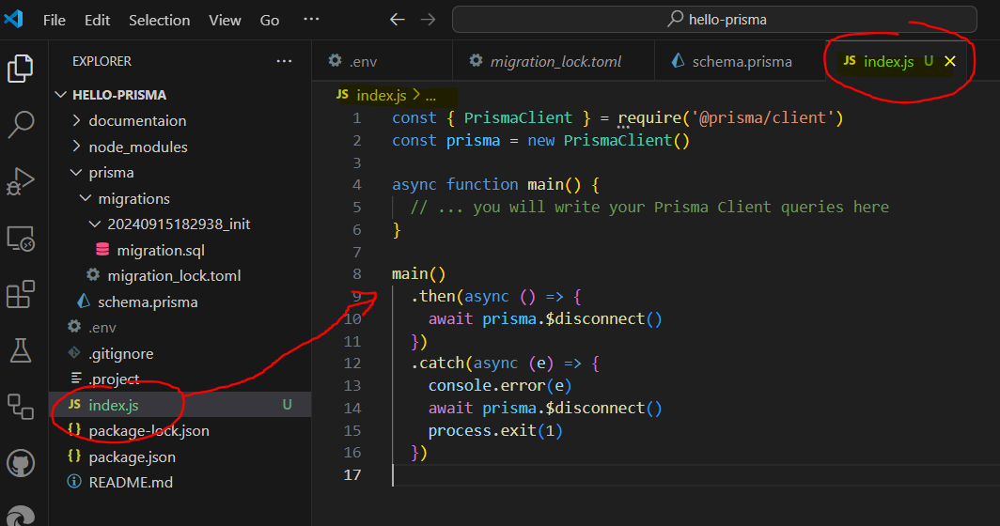 File Edit Selection View Go ...
hello-prisma
EXPLORER ...
HELLO-PRISMA
documentaion
node_modules
prisma
migrations
20240915182938_init
migration.sql
migration_lock.toml
schema.prisma
.env
.gitignore
.project
JS index.js U
{} package-lock.json
{} package.json
README.md
.env migration_lock.toml schema.prisma JS index.js U
JS index.js > ...
1 const { PrismaClient } = require('@prisma/client')
2 const prisma = new PrismaClient()
3
4 async function main() {
5 // ... you will write your Prisma Client queries here
6 }
7
8 main()
9 .then(async () => {
10 await prisma.$disconnect()
11 })
12 .catch(async (e) => {
13 console.error(e)
14 await prisma.$disconnect()
15 process.exit(1)
16 })
17